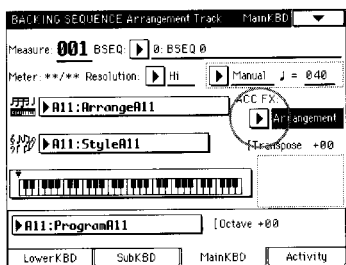 BACKING SEQUENCE Arrangement Track MainKBD
Measure: 001 BSEQ: 0: BSEQ 0
Meter: **/** Resolution: Hi Manual ♩ = 040
ACC FX:
A11:ArrangeA11 Arrangement
A11:StyleA11 [Transpose +00
A11:ProgramA11 [Octave +00
LowerKBD SubKBD MainKBD Activity